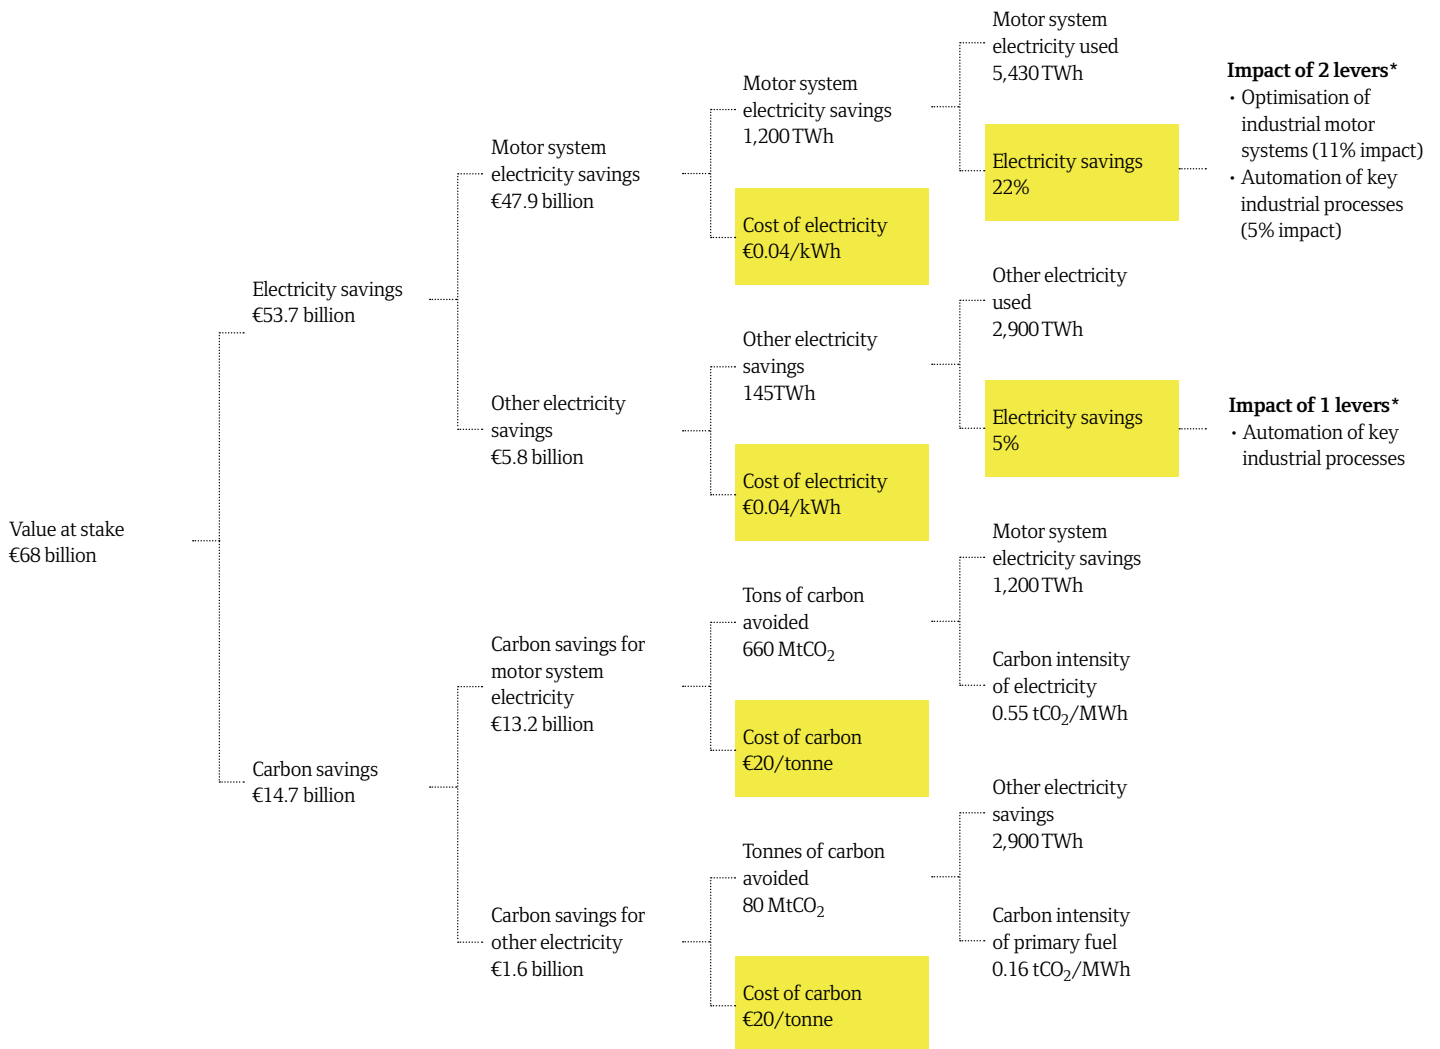 Value at stake
€68 billion
Electricity savings
€53.7 billion
Carbon savings
€14.7 billion
Motor system
electricity savings
€47.9 billion
Other electricity
savings
€5.8 billion
Carbon savings for
motor system
electricity
€13.2 billion
Carbon savings for
other electricity
€1.6 billion
Motor system
electricity savings
1,200 TWh
Cost of electricity
€0.04/kWh
Other electricity
savings
145TWh
Cost of electricity
€0.04/kWh
Tons of carbon
avoided
660 MtCO2
Cost of carbon
€20/tonne
Tonnes of carbon
avoided
80 MtCO2
Cost of carbon
€20/tonne
Motor system
electricity used
5,430 TWh
Electricity savings
22%
Other electricity
used
2,900 TWh
Electricity savings
5%
Motor system
electricity savings
1,200 TWh
Carbon intensity
of electricity
0.55 tCO2/MWh
Other electricity
savings
2,900 TWh
Carbon intensity
of primary fuel
0.16 tCO2/MWh
Impact of 2 levers*
· Optimisation of
industrial motor
systems (11% impact)
· Automation of key
industrial processes
(5% impact)
Impact of 1 levers*
· Automation of key
industrial processes